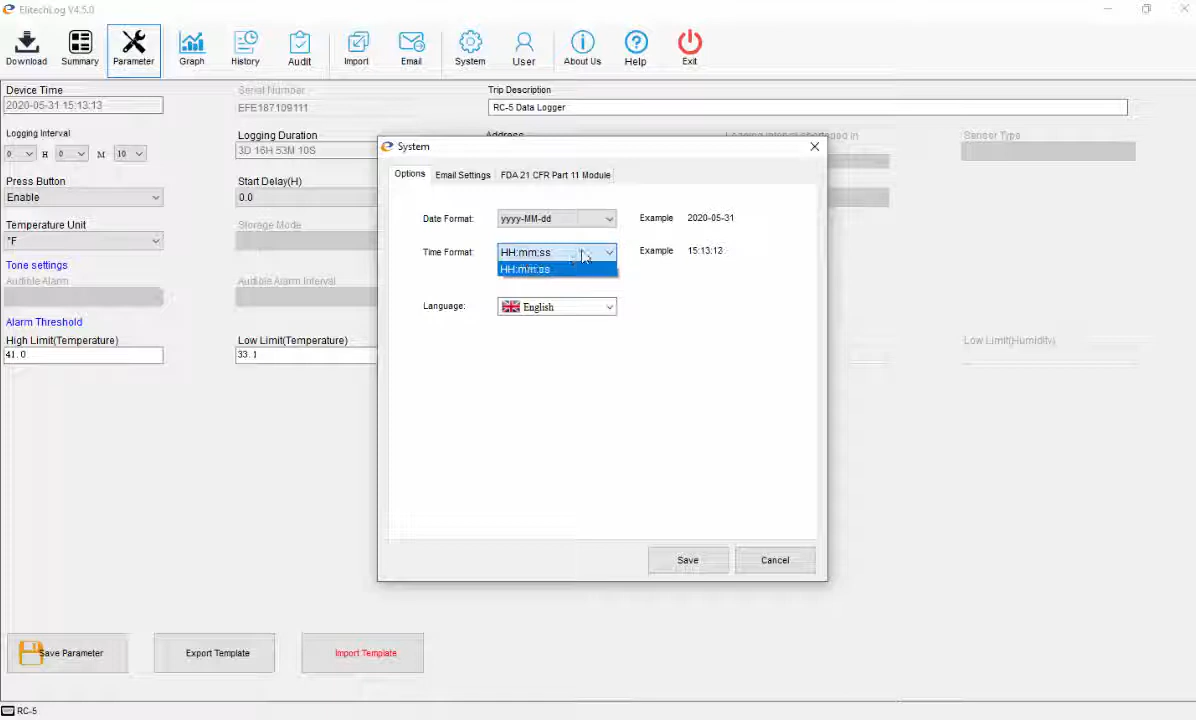 ElitechLog V4.5.0
Download
Summary
Parameter
Graph
History
Audit
Import
Email
System
User
About Us
Help
Exit
Device Time
2020-05-31 15:13:13
Serial Number
EFE187109111
Trip Description
RC-5 Data Logger
Logging Interval
0 H 0 M 10
Logging Duration
3D 16H 53M 10S
Address
Logging interval shortened in
Sensor Type
Press Button
Enable
Start Delay(H)
0.0
Temperature Unit
°F
Storage Mode
Tone settings
Audible Alarm
Audible Alarm Interval
Alarm Threshold
High Limit(Temperature)
41.0
Low Limit(Temperature)
33.1
Low Limit(Humidity)
System
Options
Email Settings
FDA 21 CFR Part 11 Module
Date Format:
yyyy-MM-dd
Example
2020-05-31
Time Format:
HH:mm:ss
Example
15:13:12
HH:mm:ss
Language:
English
Save
Cancel
Save Parameter
Export Template
Import Template
RC-5